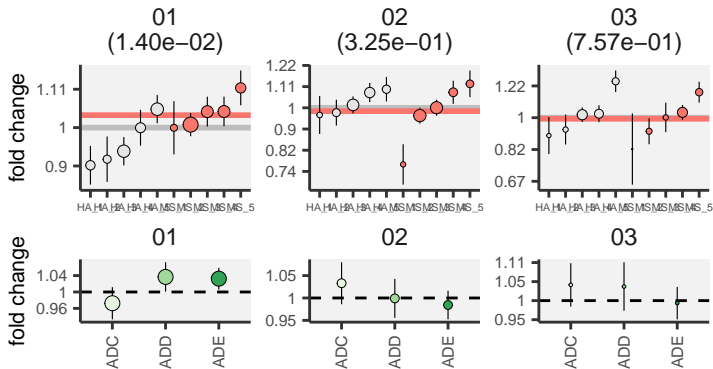 01
(1.40e−02)
02
(3.25e−01)
03
(7.57e−01)
fold change
1.11
1
0.9
1.22
1.11
1
0.9
0.82
0.74
1.22
1
0.82
0.67
01
02
03
fold change
1.04
1
0.96
ADC
ADD
ADE
1.05
1
0.95
ADC
ADD
ADE
1.11
1.05
1
0.95
ADC
ADD
ADE